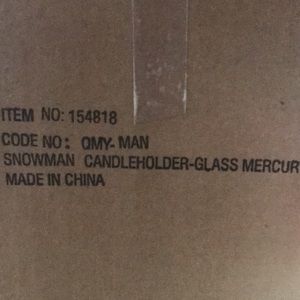 ITEM NO: 154818
CODE NO: QMY-MAN
SNOWMAN CANDLEHOLDER-GLASS MERCUR
MADE IN CHINA